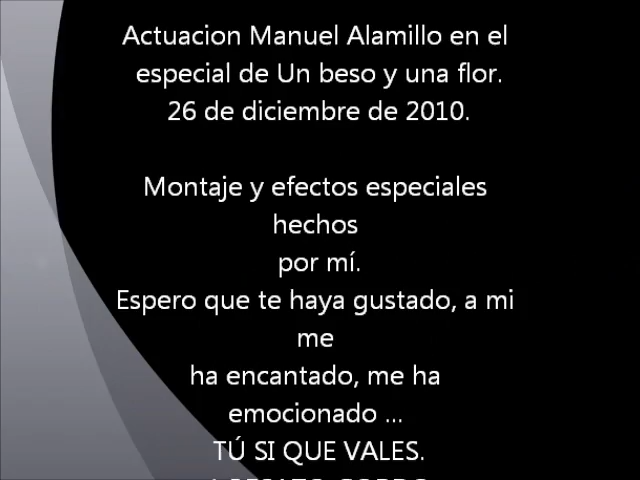 Actuacion Manuel Alamillo en el
especial de Un beso y una flor.
26 de diciembre de 2010.
Montaje y efectos especiales
hechos
por mí.
Espero que te haya gustado, a mi
me
ha encantado, me ha
emocionado ...
TÚ SI QUE VALES.